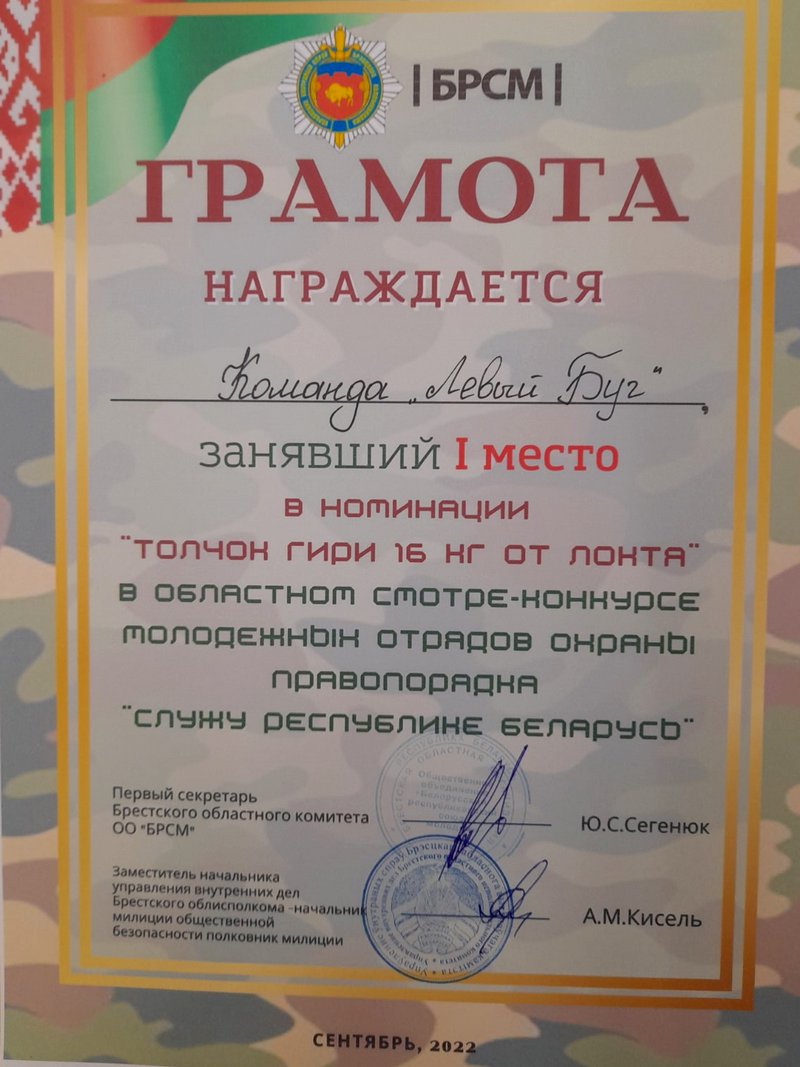 |БРСМ|
ГРАМОТА
НАГРАЖДАЕТСЯ
Команда „Левый Буг",
занявший I место
в номинации
"толчок гири 16 кг от локтя"
в областном смотре-конкурсе
молодежных отрядов охраны
правопорядка
"Служу Республике Беларусь"
Первый секретарь
Брестского областного комитета
ОО "БРСМ"
Ю.С.Сегенюк
Заместитель начальника
управления внутренних дел
Брестского облисполкома –начальник
милиции общественной
безопасности полковник милиции
А.М.Кисель
СЕНТЯБРЬ, 2022